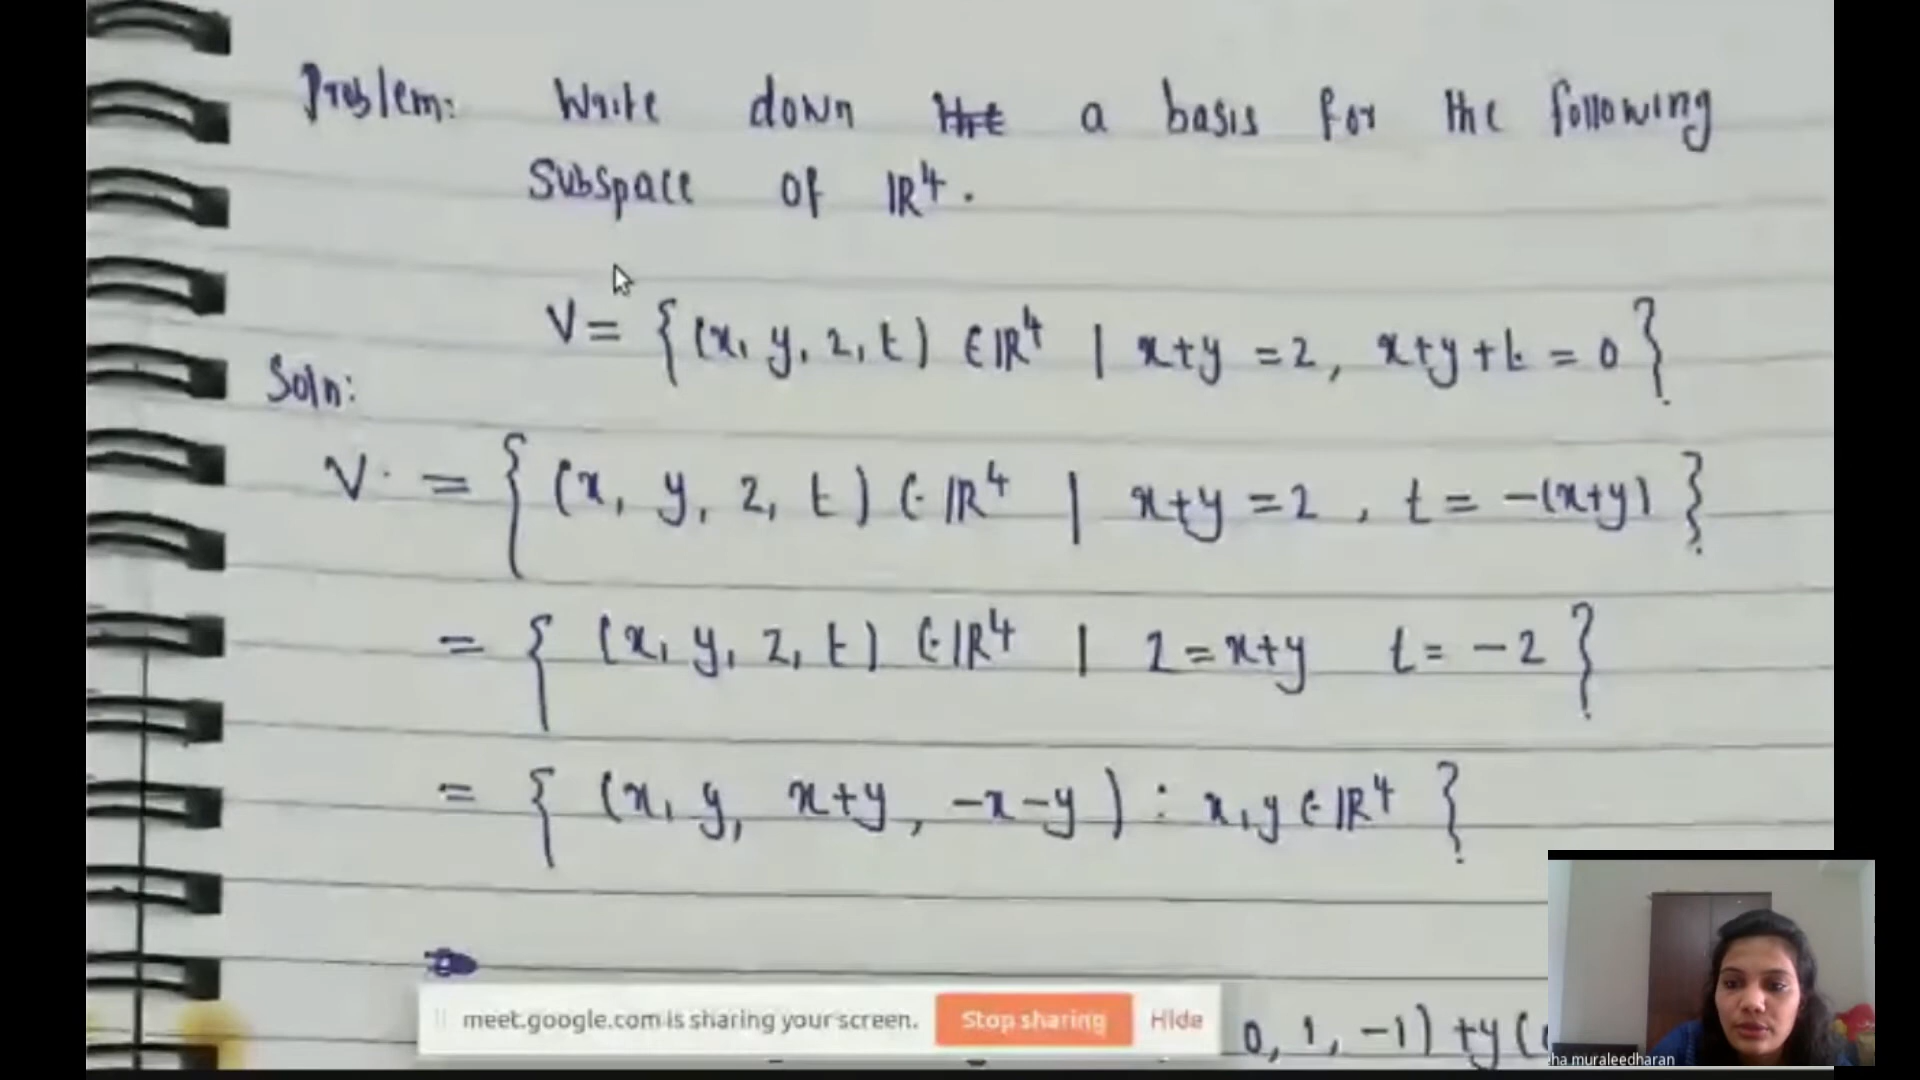 Problem: Write down the a basis for the following
Subspace of ℝ⁴.
V = {(x, y, z, t) ∈ ℝ⁴ | x+y = z, x+y+t = 0}
Soln:
V = {(x, y, z, t) ∈ ℝ⁴ | x+y = z, t = -(x+y)}
= {(x, y, z, t) ∈ ℝ⁴ | z = x+y t = -z}
= {(x, y, x+y, -x-y) : x, y ∈ ℝ⁴}
meet.google.com is sharing your screen. Stop sharing Hide
0, 1, -1) + y(
ha muraleedharan